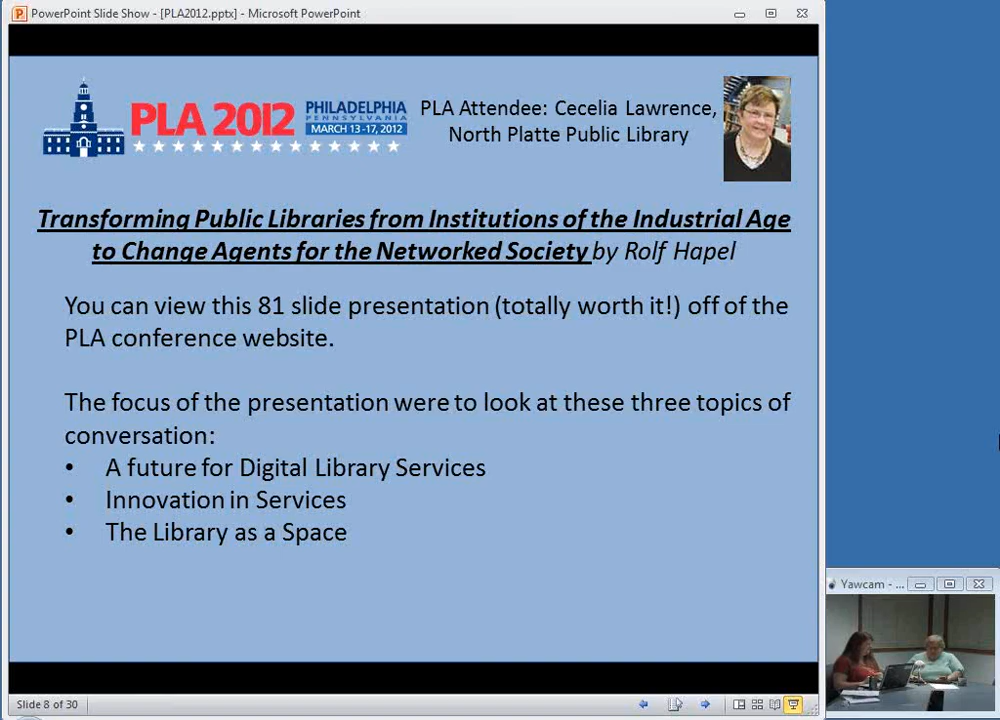 PowerPoint Slide Show - [PLA2012.pptx] - Microsoft PowerPoint
PLA 2012
PHILADELPHIA
PENNSYLVANIA
MARCH 13-17, 2012
PLA Attendee: Cecelia Lawrence,
North Platte Public Library
Transforming Public Libraries from Institutions of the Industrial Age
to Change Agents for the Networked Society by Rolf Hapel
You can view this 81 slide presentation (totally worth it!) off of the
PLA conference website.
The focus of the presentation were to look at these three topics of
conversation:
• A future for Digital Library Services
• Innovation in Services
• The Library as a Space
Yawcam - ...
Slide 8 of 30